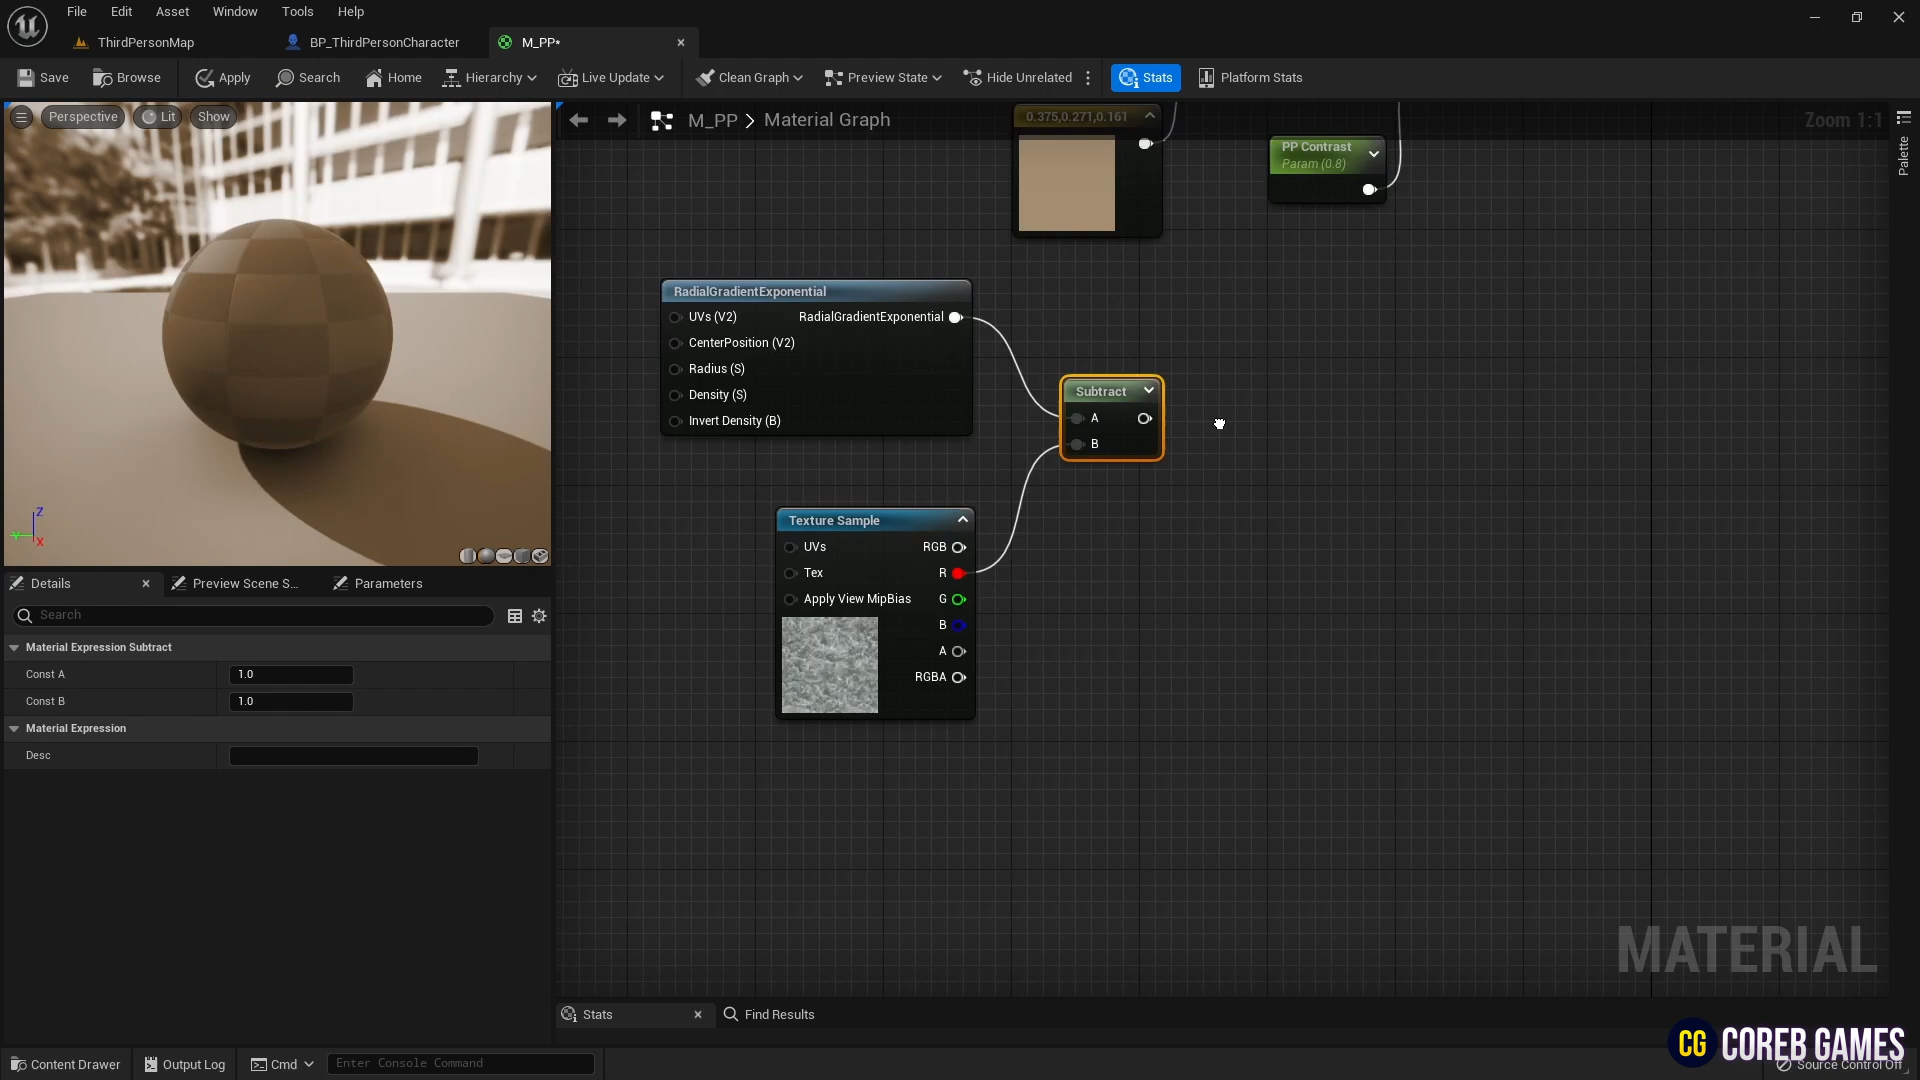 File Edit Asset Window Tools Help
ThirdPersonMap BP_ThirdPersonCharacter M_PP*
Save Browse Apply Search Home Hierarchy Live Update Clean Graph Preview State Hide Unrelated Stats Platform Stats
Perspective Lit Show
M_PP > Material Graph
Zoom 1:1
Palette
0.375,0.271,0.161
PP Contrast
Param (0.8)
RadialGradientExponential
UVs (V2) RadialGradientExponential
CenterPosition (V2)
Radius (S)
Density (S)
Invert Density (B)
Subtract
A
B
Texture Sample
UVs RGB
Tex R
Apply View MipBias G
B
A
RGBA
Z
Y
X
Details Preview Scene S... Parameters
Search
Material Expression Subtract
Const A 1.0
Const B 1.0
Material Expression
Desc
MATERIAL
Stats Find Results
CG COREB GAMES
Content Drawer Output Log Cmd Enter Console Command Source Control Off